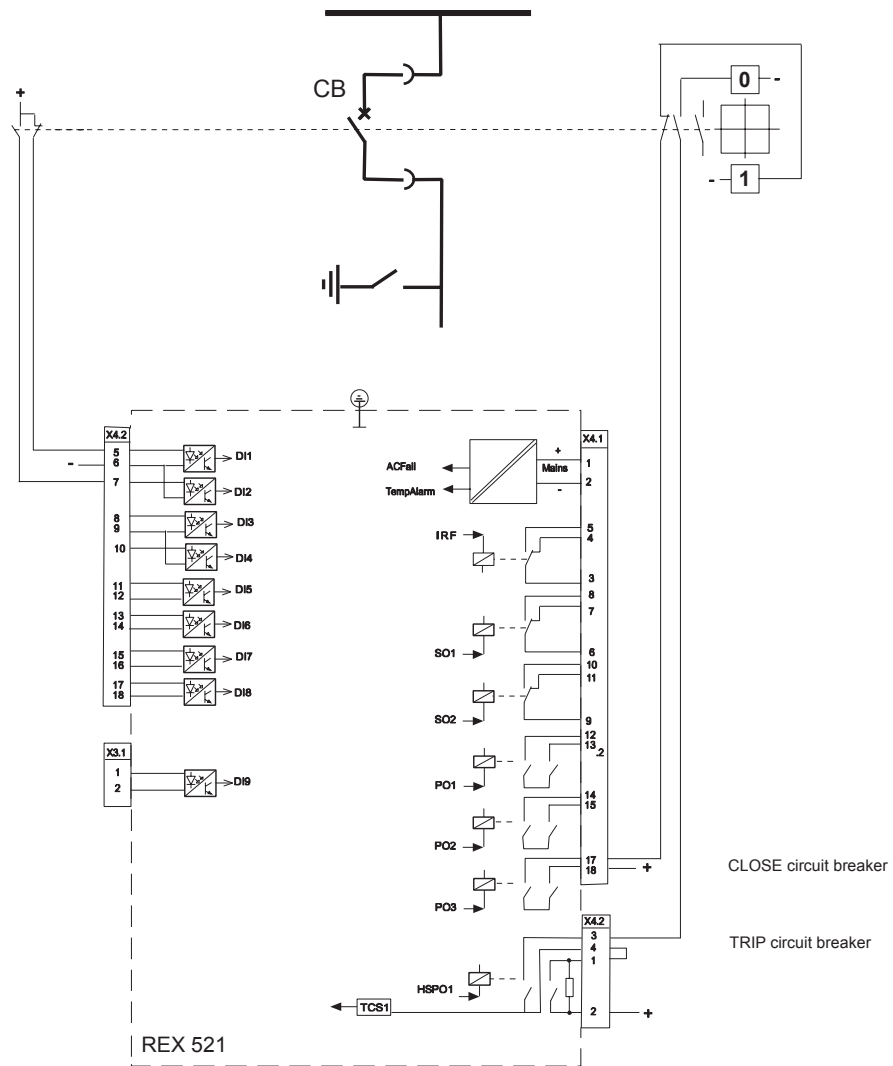 CB
+
0 -
- 1
X4.2
5
6
-
7
8
9
10
11
12
13
14
15
16
17
18
DI1
DI2
DI3
DI4
DI5
DI6
DI7
DI8
X3.1
1
2
DI9
X4.1
+
1
Mains
2
-
ACFail
TempAlarm
IRF
5
4
3
8
7
SO1
6
10
11
SO2
9
12
13
.2
PO1
14
15
PO2
17
18
+
PO3
CLOSE circuit breaker
X4.2
3
4
1
2
+
TRIP circuit breaker
HSPO1
TCS1
REX 521